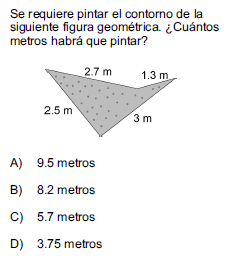 Se requiere pintar el contorno de la
siguiente figura geométrica. ¿Cuántos
metros habrá que pintar?
2.7 m
1.3 m
2.5 m
3 m
A) 9.5 metros
B) 8.2 metros
C) 5.7 metros
D) 3.75 metros